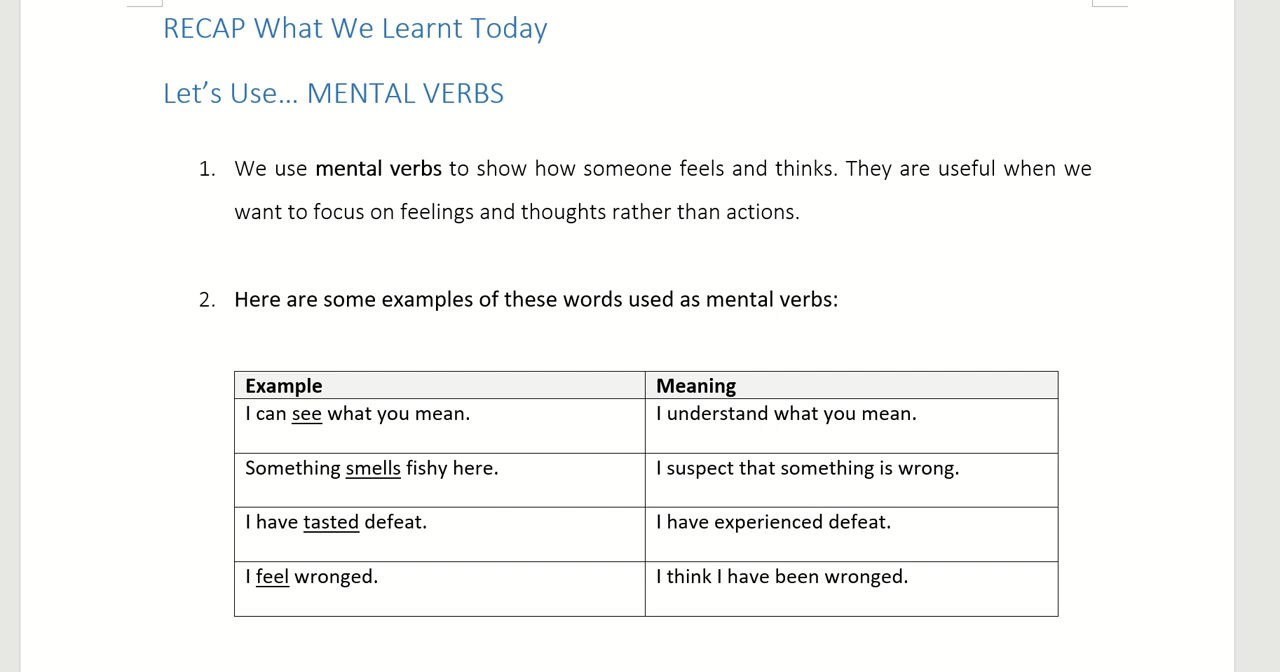 RECAP What We Learnt Today
Let’s Use… MENTAL VERBS
1. We use mental verbs to show how someone feels and thinks. They are useful when we
want to focus on feelings and thoughts rather than actions.
2. Here are some examples of these words used as mental verbs:
Example Meaning
I can see what you mean. I understand what you mean.
Something smells fishy here. I suspect that something is wrong.
I have tasted defeat. I have experienced defeat.
I feel wronged. I think I have been wronged.